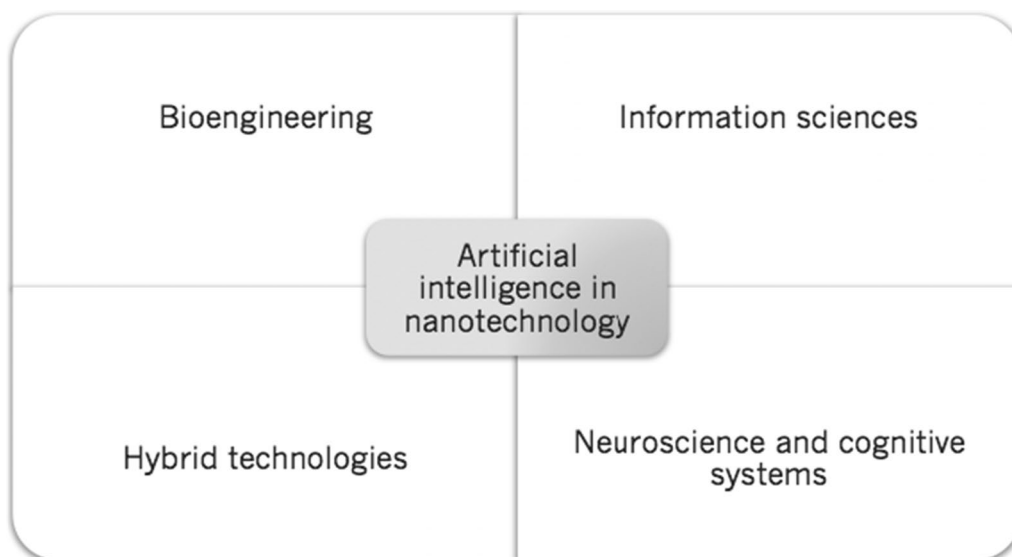 Bioengineering
Information sciences
Artificial
intelligence in
nanotechnology
Hybrid technologies
Neuroscience and cognitive
systems